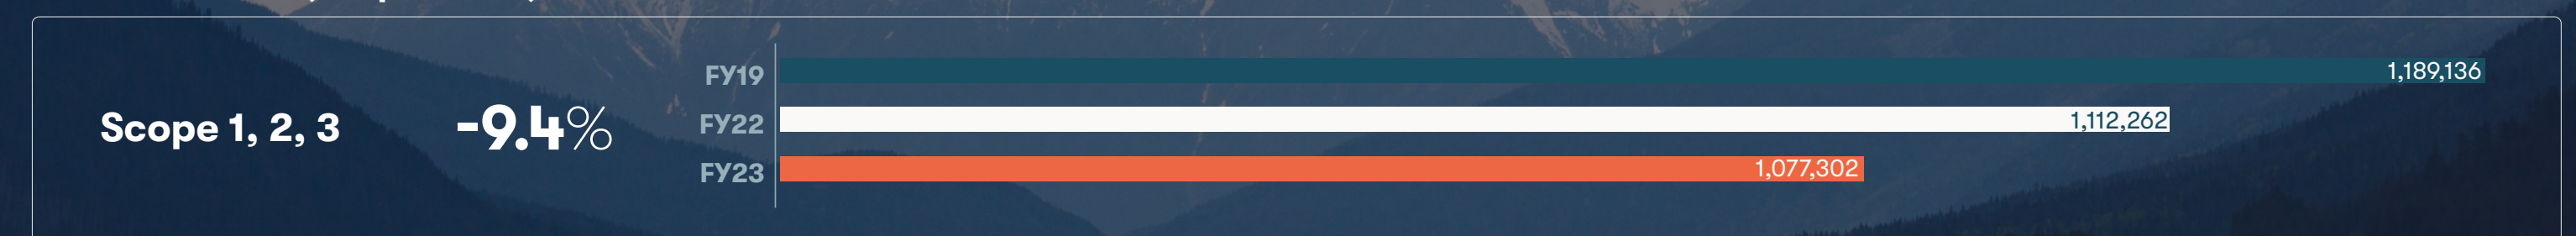 Scope 1, 2, 3
-9.4%
FY19
1,189,136
FY22
1,112,262
FY23
1,077,302